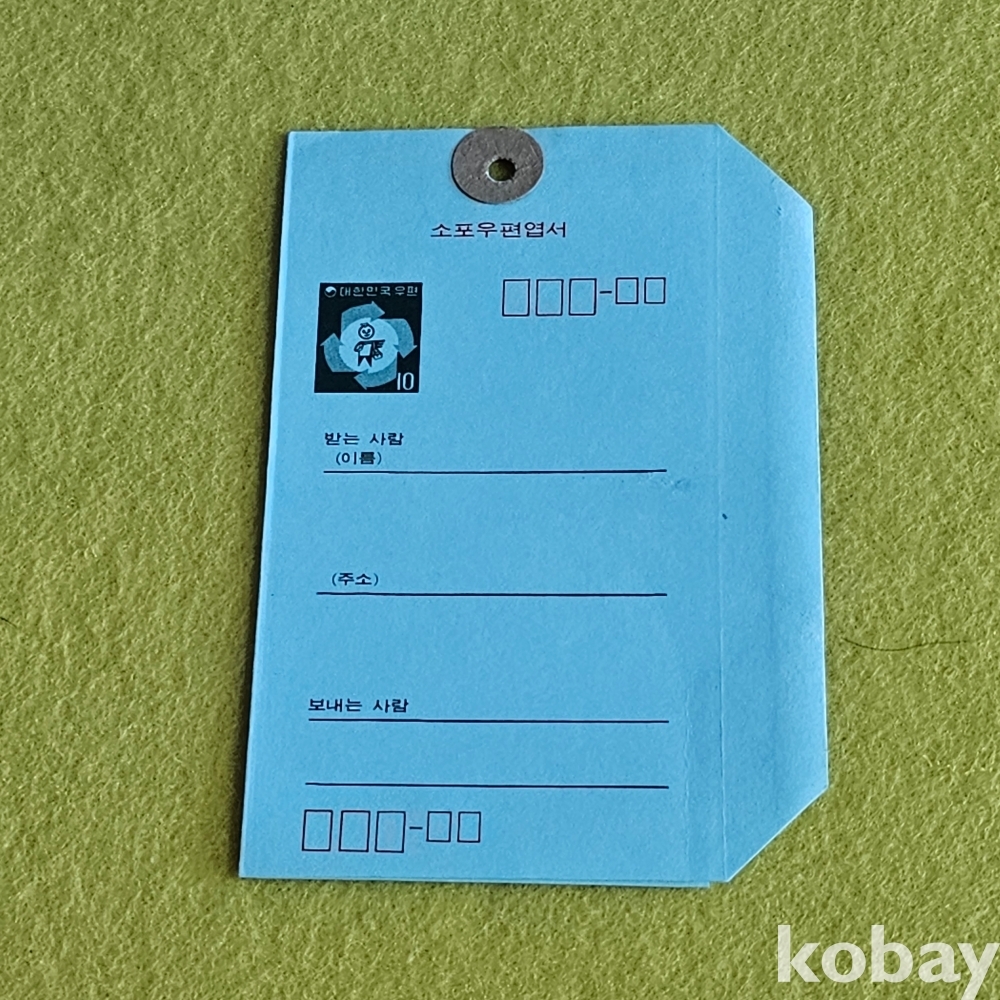 소포우편엽서
대한민국우편
10
받는 사람
(이름)
(주소)
보내는 사람
kobay